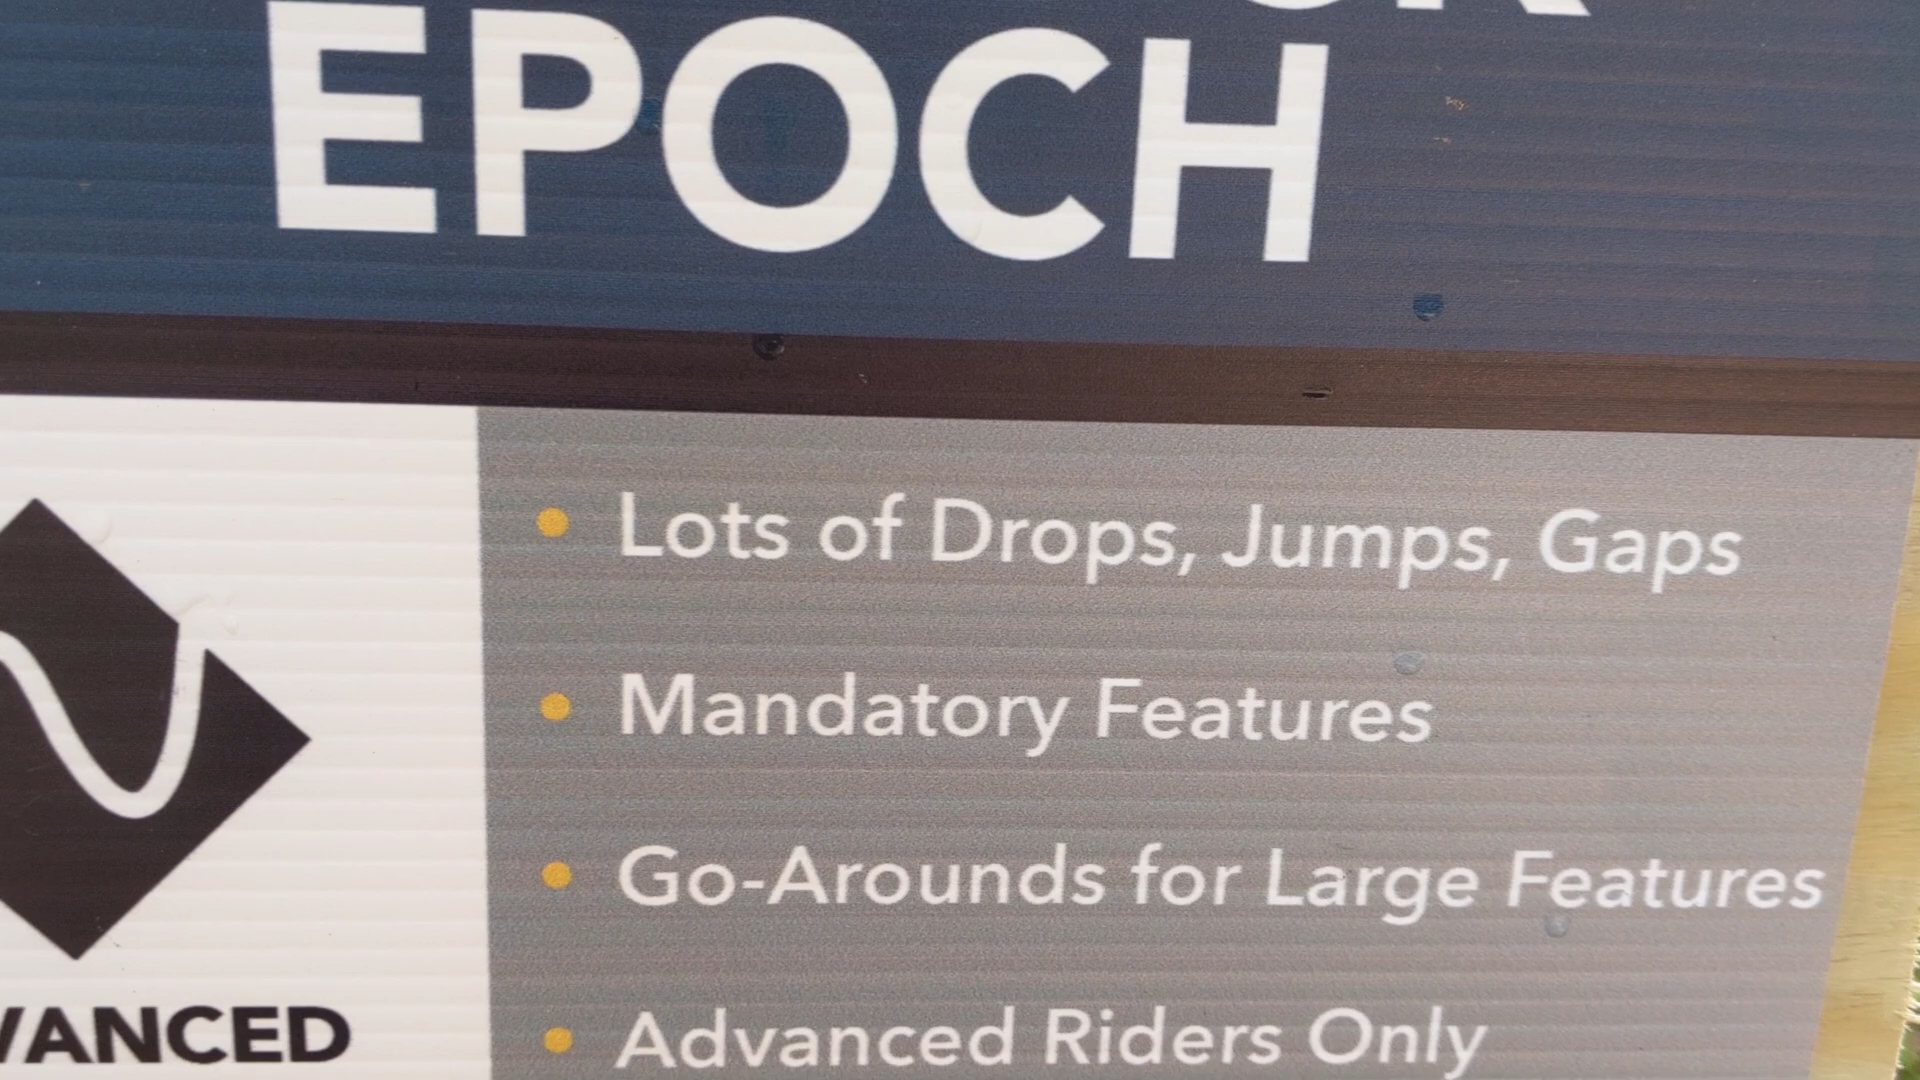 EPOCH
Lots of Drops, Jumps, Gaps
Mandatory Features
Go-Arounds for Large Features
VANCED
Advanced Riders Only